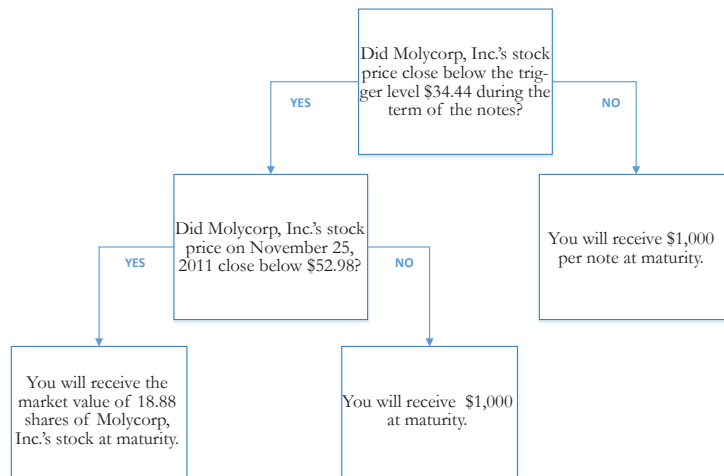 Did Molycorp, Inc.'s stock
price close below the trig-
ger level $34.44 during the
term of the notes?
YES
NO
Did Molycorp, Inc.'s stock
price on November 25,
2011 close below $52.98?
You will receive $1,000
per note at maturity.
YES
NO
You will receive the
market value of 18.88
shares of Molycorp,
Inc.'s stock at maturity.
You will receive $1,000
at maturity.